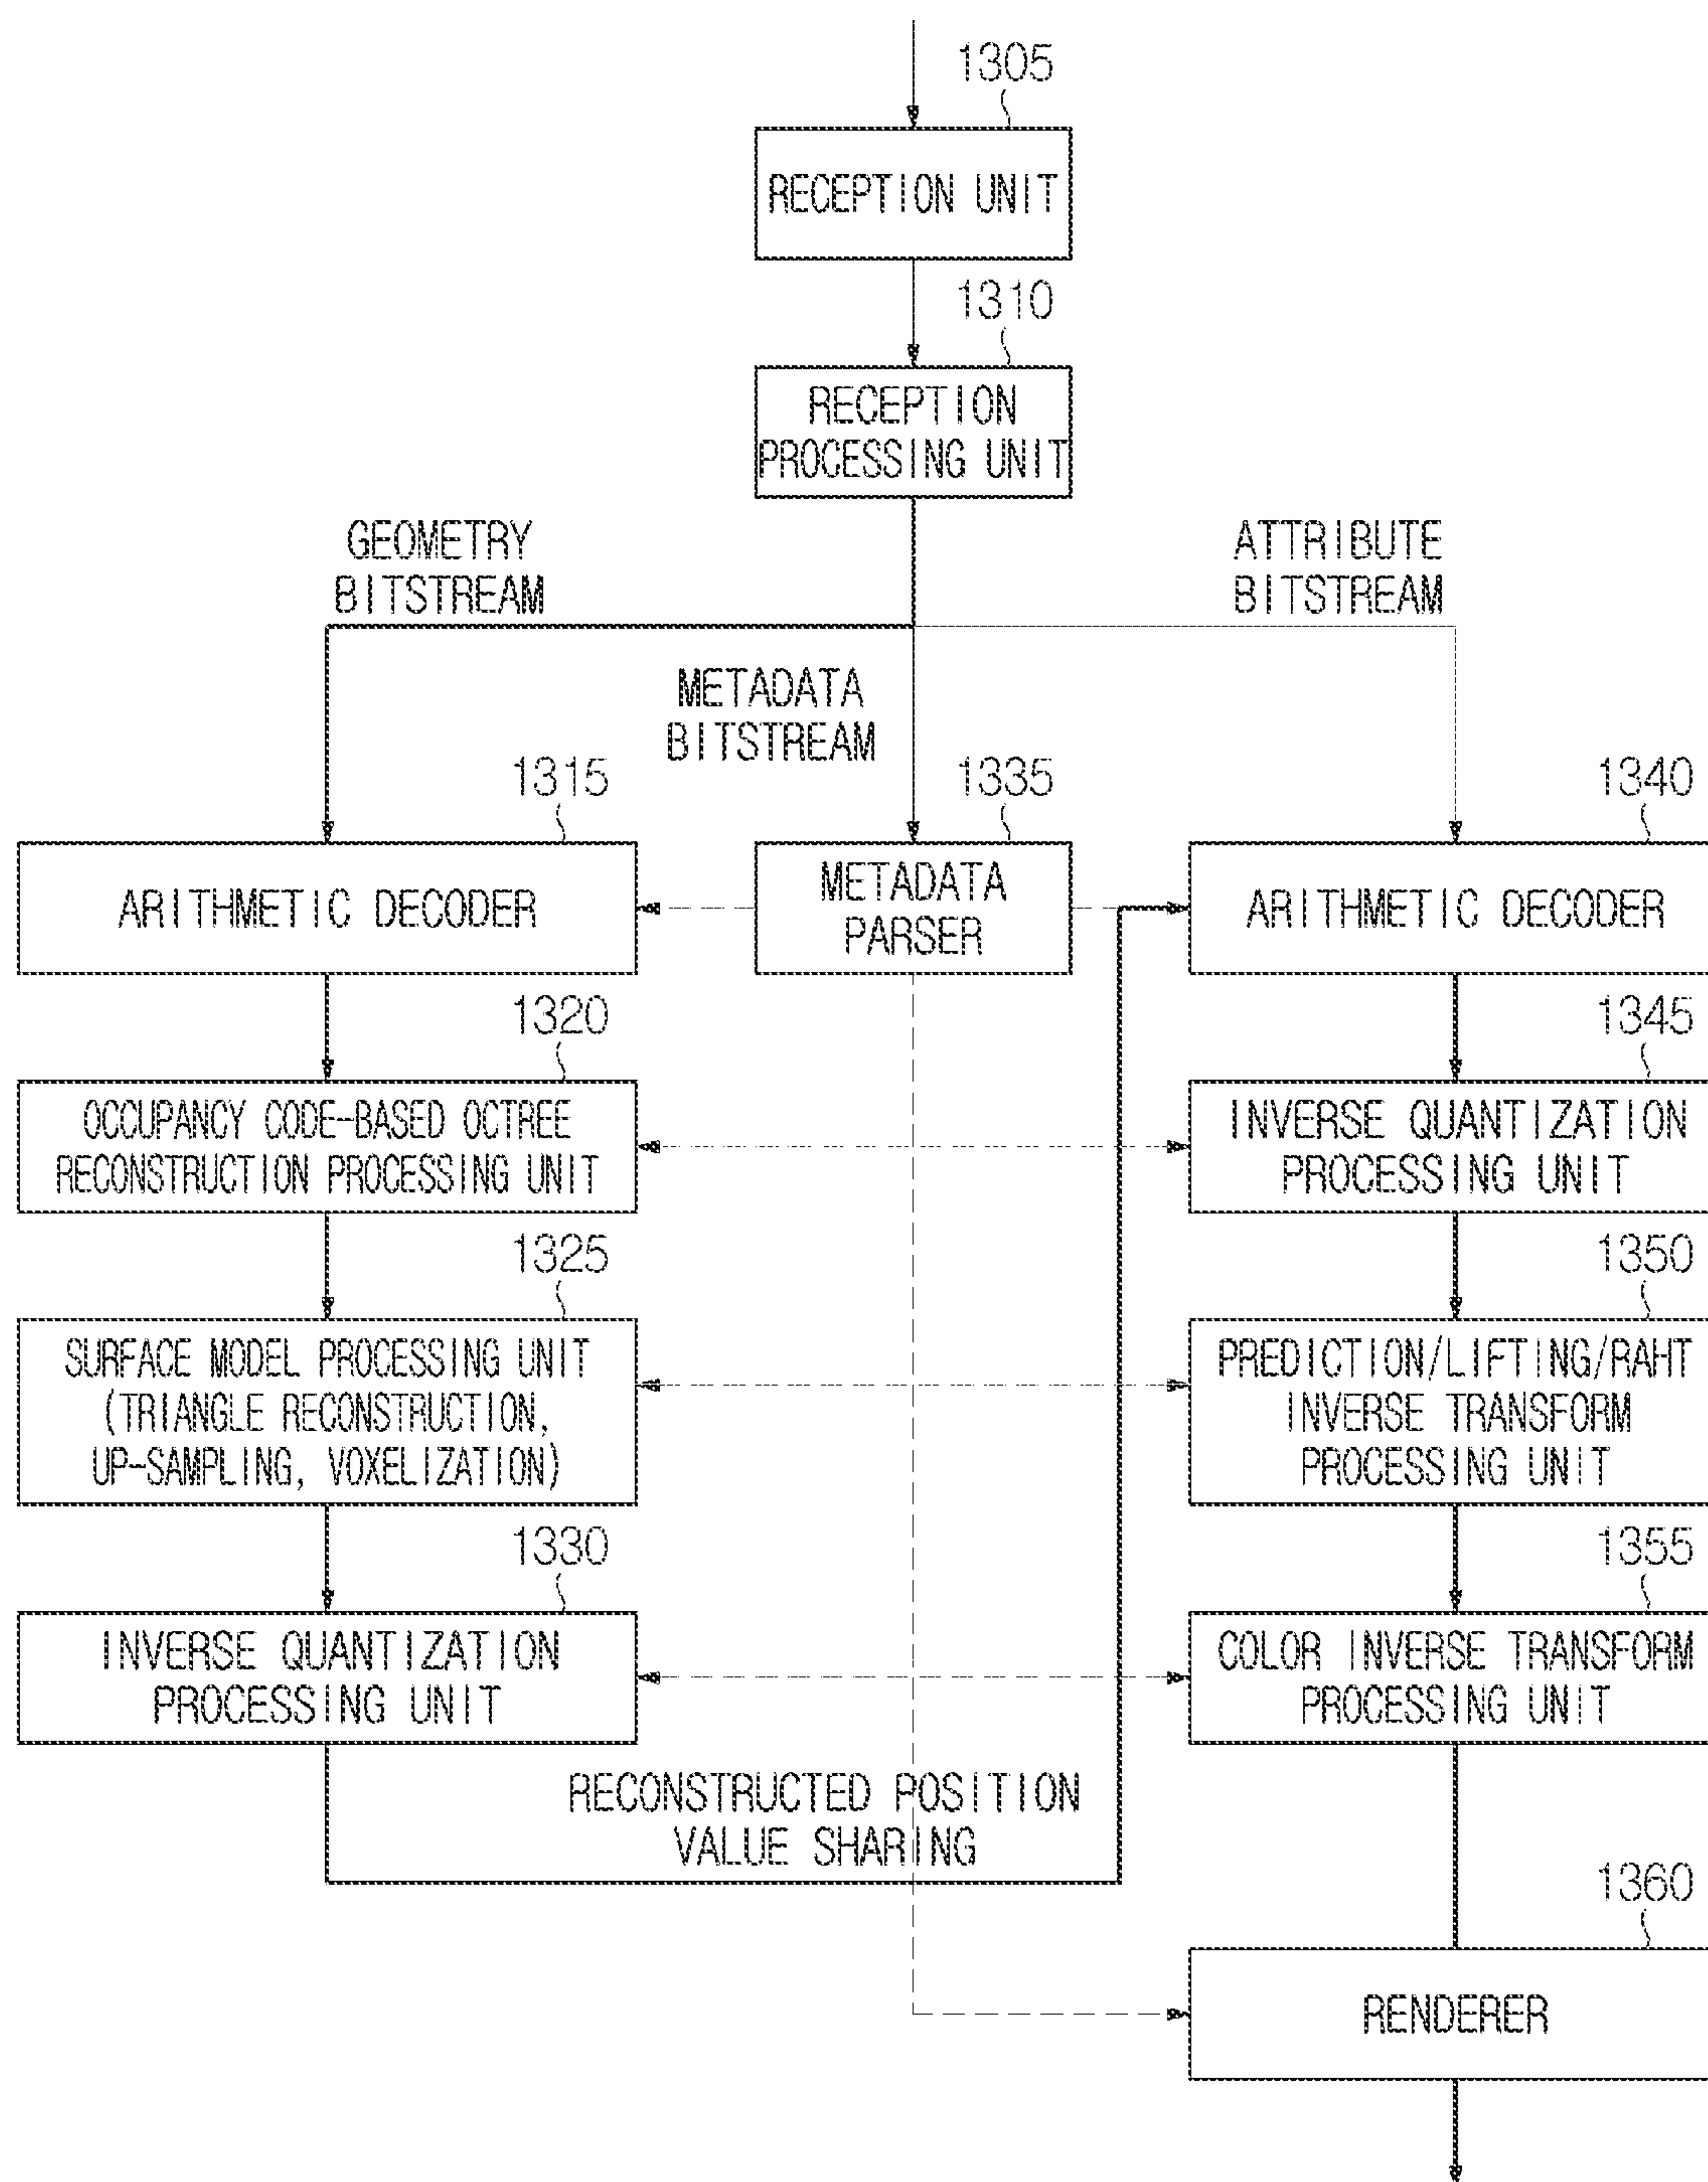 1305
RECEPTION UNIT
1310
RECEPTION
PROCESSING UNIT
GEOMETRY
BITSTREAM
ATTRIBUTE
BITSTREAM
METADATA
BITSTREAM
1315
1335
1340
ARITHMETIC DECODER
METADATA
PARSER
ARITHMETIC DECODER
1320
1345
OCCUPANCY CODE-BASED OCTREE
RECONSTRUCTION PROCESSING UNIT
INVERSE QUANTIZATION
PROCESSING UNIT
1325
1350
SURFACE MODEL PROCESSING UNIT
(TRIANGLE RECONSTRUCTION,
UP-SAMPLING, VOXELIZATION)
PREDICTION/LIFTING/RAHT
INVERSE TRANSFORM
PROCESSING UNIT
1330
1355
INVERSE QUANTIZATION
PROCESSING UNIT
COLOR INVERSE TRANSFORM
PROCESSING UNIT
RECONSTRUCTED POSITION
VALUE SHARING
1360
RENDERER